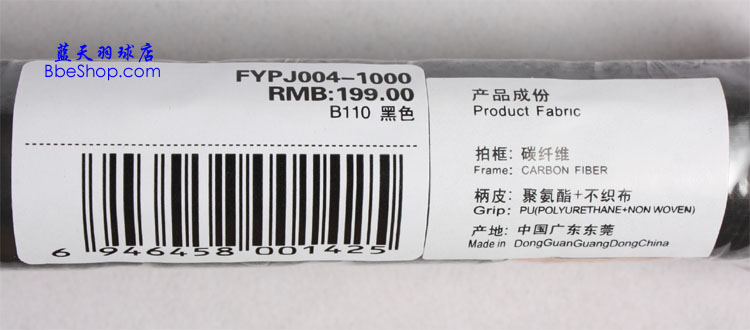 蓝天羽球店
BbeShop.com
FYPJ004-1000
RMB:199.00
B110 黑色
6 946458 001425
产品成份
Product Fabric
拍框: 碳纤维
Frame: CARBON FIBER
柄皮: 聚氨酯+不织布
Grip: PU(POLYURETHANE+NON WOVEN)
产地: 中国广东东莞
Made in DongGuanGuangDongChina